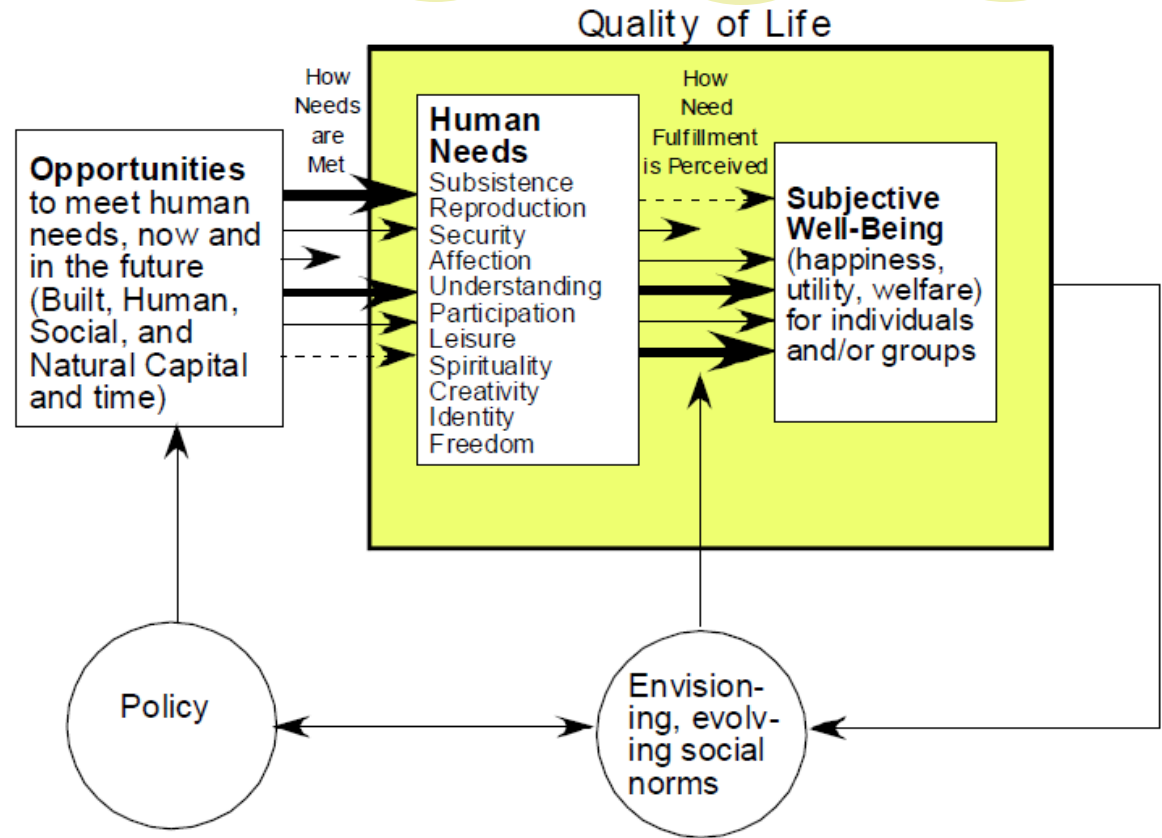 Quality of Life
How
Needs
are
Met
How
Need
Fulfillment
is Perceived
Opportunities
to meet human
needs, now and
in the future
(Built, Human,
Social, and
Natural Capital
and time)
Human
Needs
Subsistence
Reproduction
Security
Affection
Understanding
Participation
Leisure
Spirituality
Creativity
Identity
Freedom
Subjective
Well-Being
(happiness,
utility, welfare)
for individuals
and/or groups
Policy
Envision-
ing, evolv-
ing social
norms